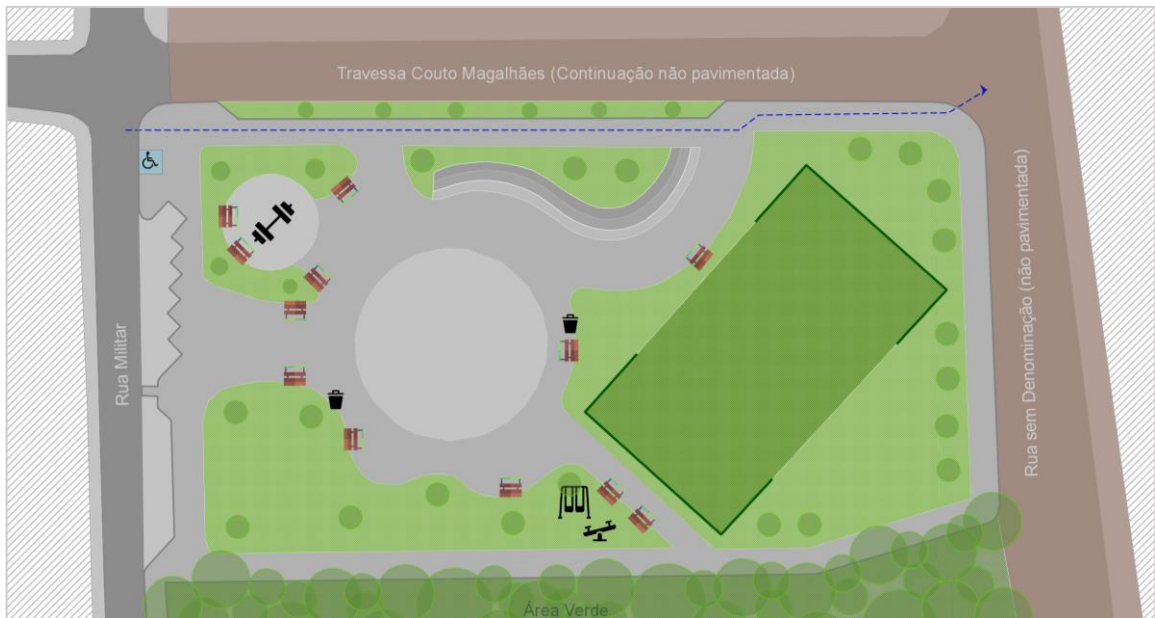 Travessa Couto Magalhães (Continuação não pavimentada)
Rua Militar
Rua sem Denominação (não pavimentada)
Área Verde